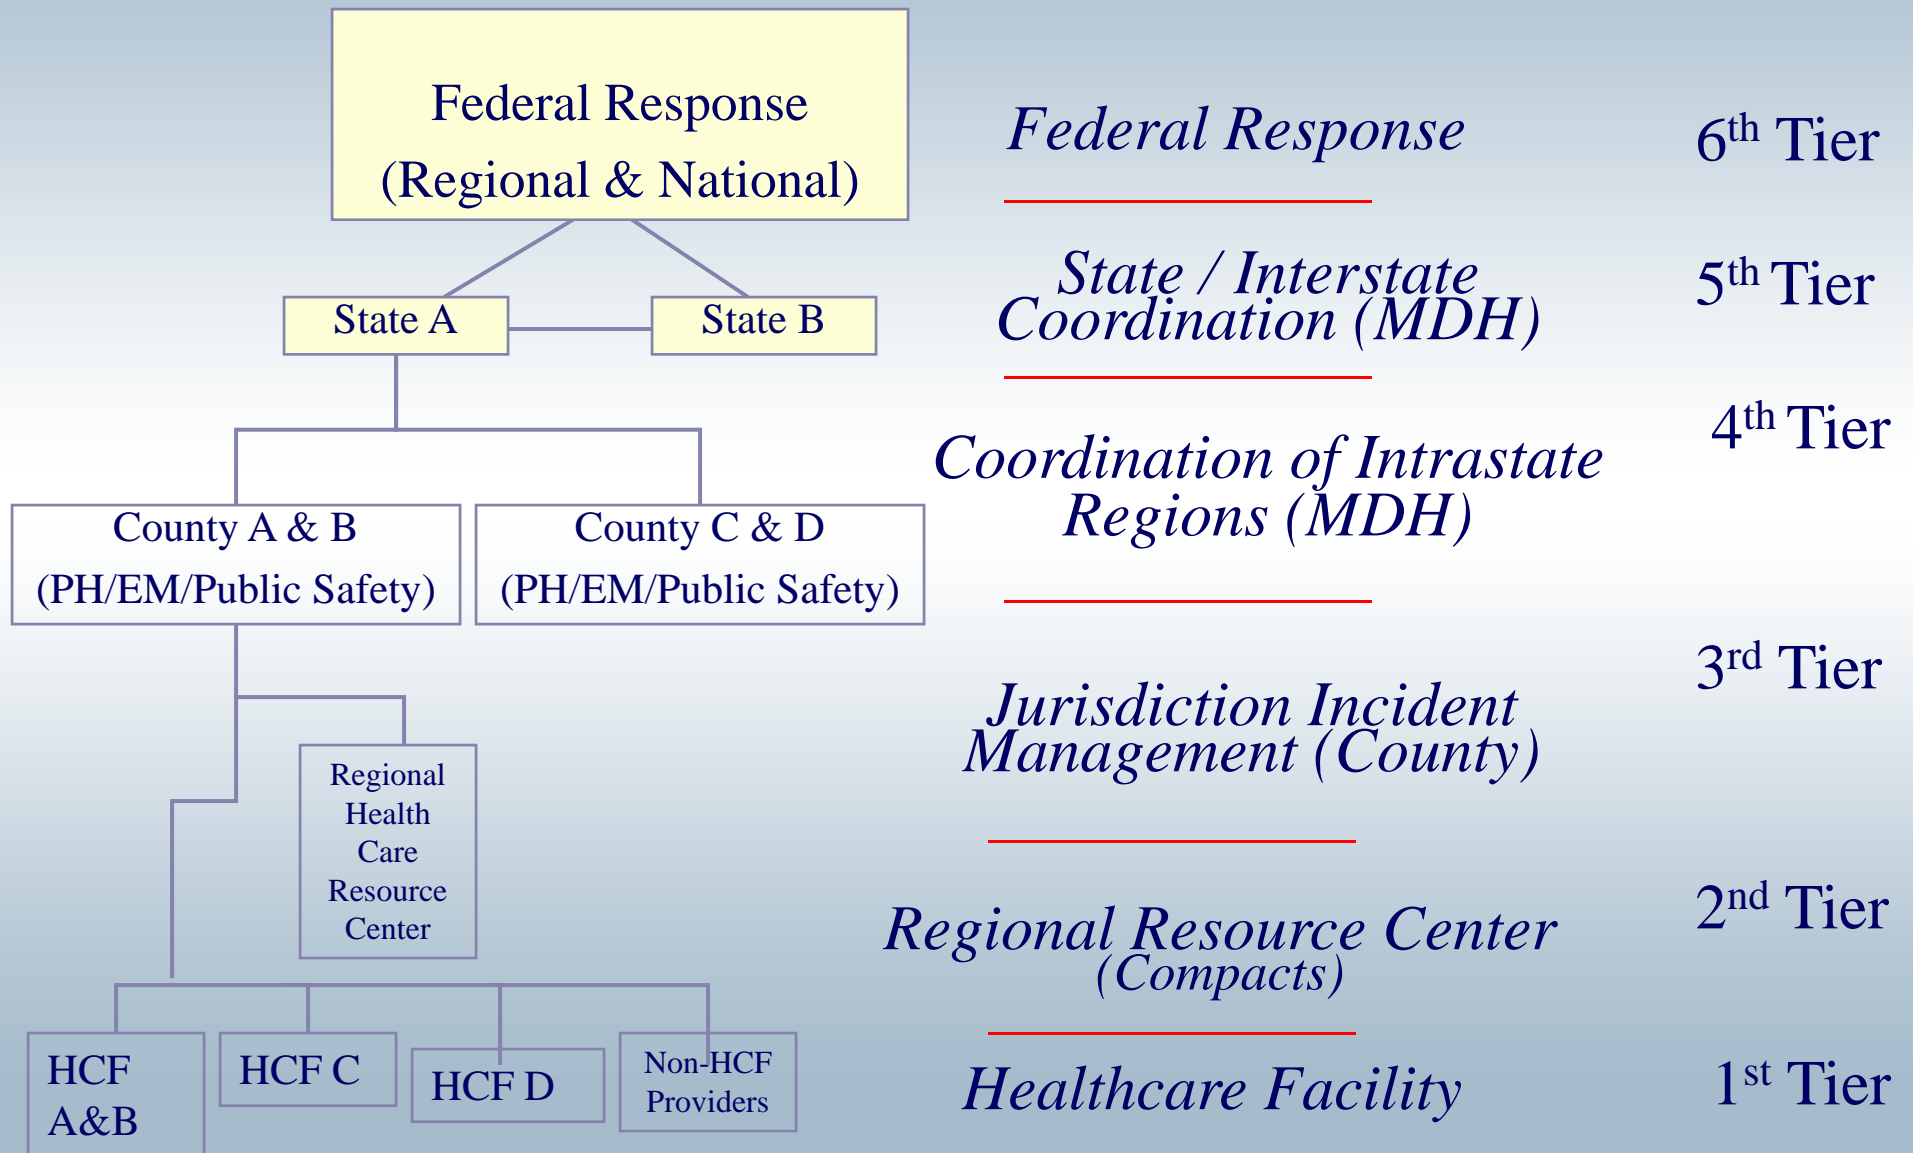 Federal Response
(Regional & National)
Federal Response
6th Tier
State A
State B
State / Interstate
Coordination (MDH)
5th Tier
County A & B
(PH/EM/Public Safety)
County C & D
(PH/EM/Public Safety)
Coordination of Intrastate
Regions (MDH)
4th Tier
Jurisdiction Incident
Management (County)
3rd Tier
Regional
Health
Care
Resource
Center
Regional Resource Center
(Compacts)
2nd Tier
HCF
A&B
HCF C
HCF D
Non-HCF
Providers
Healthcare Facility
1st Tier